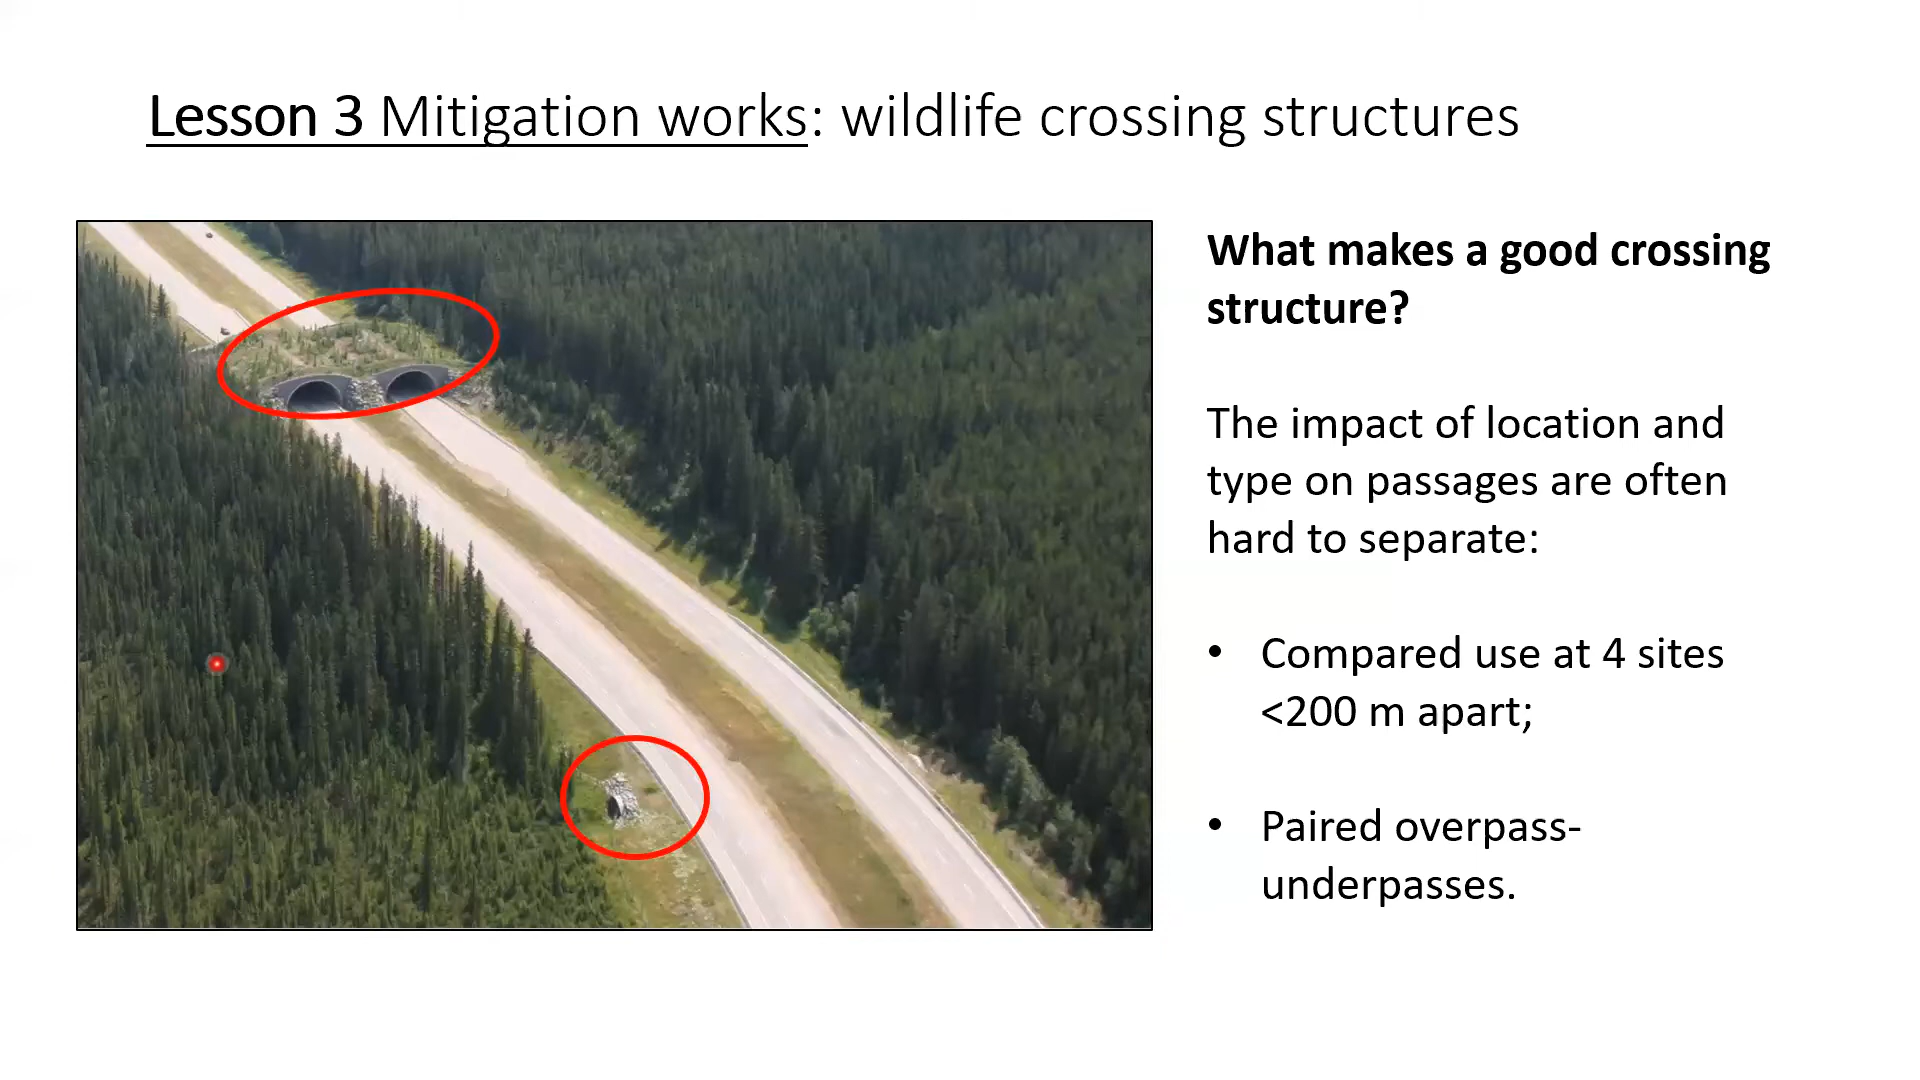 Lesson 3 Mitigation works: wildlife crossing structures
What makes a good crossing
structure?
The impact of location and
type on passages are often
hard to separate:
• Compared use at 4 sites
<200 m apart;
• Paired overpass-
underpasses.